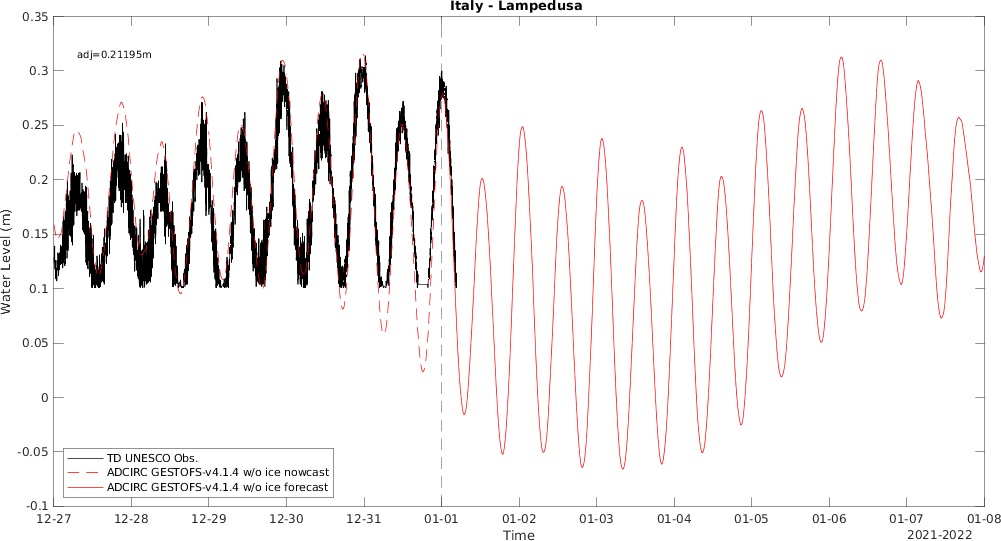 Italy - Lampedusa
0.35
adj=0.21195m
0.3
0.25
0.2
0.15
0.1
0.05
0
-0.05
-0.1
Water Level (m)
TD UNESCO Obs.
ADCIRC GESTOFS-v4.1.4 w/o ice nowcast
ADCIRC GESTOFS-v4.1.4 w/o ice forecast
12-27 12-28 12-29 12-30 12-31 01-01 01-02 01-03 01-04 01-05 01-06 01-07 01-08
Time
2021-2022